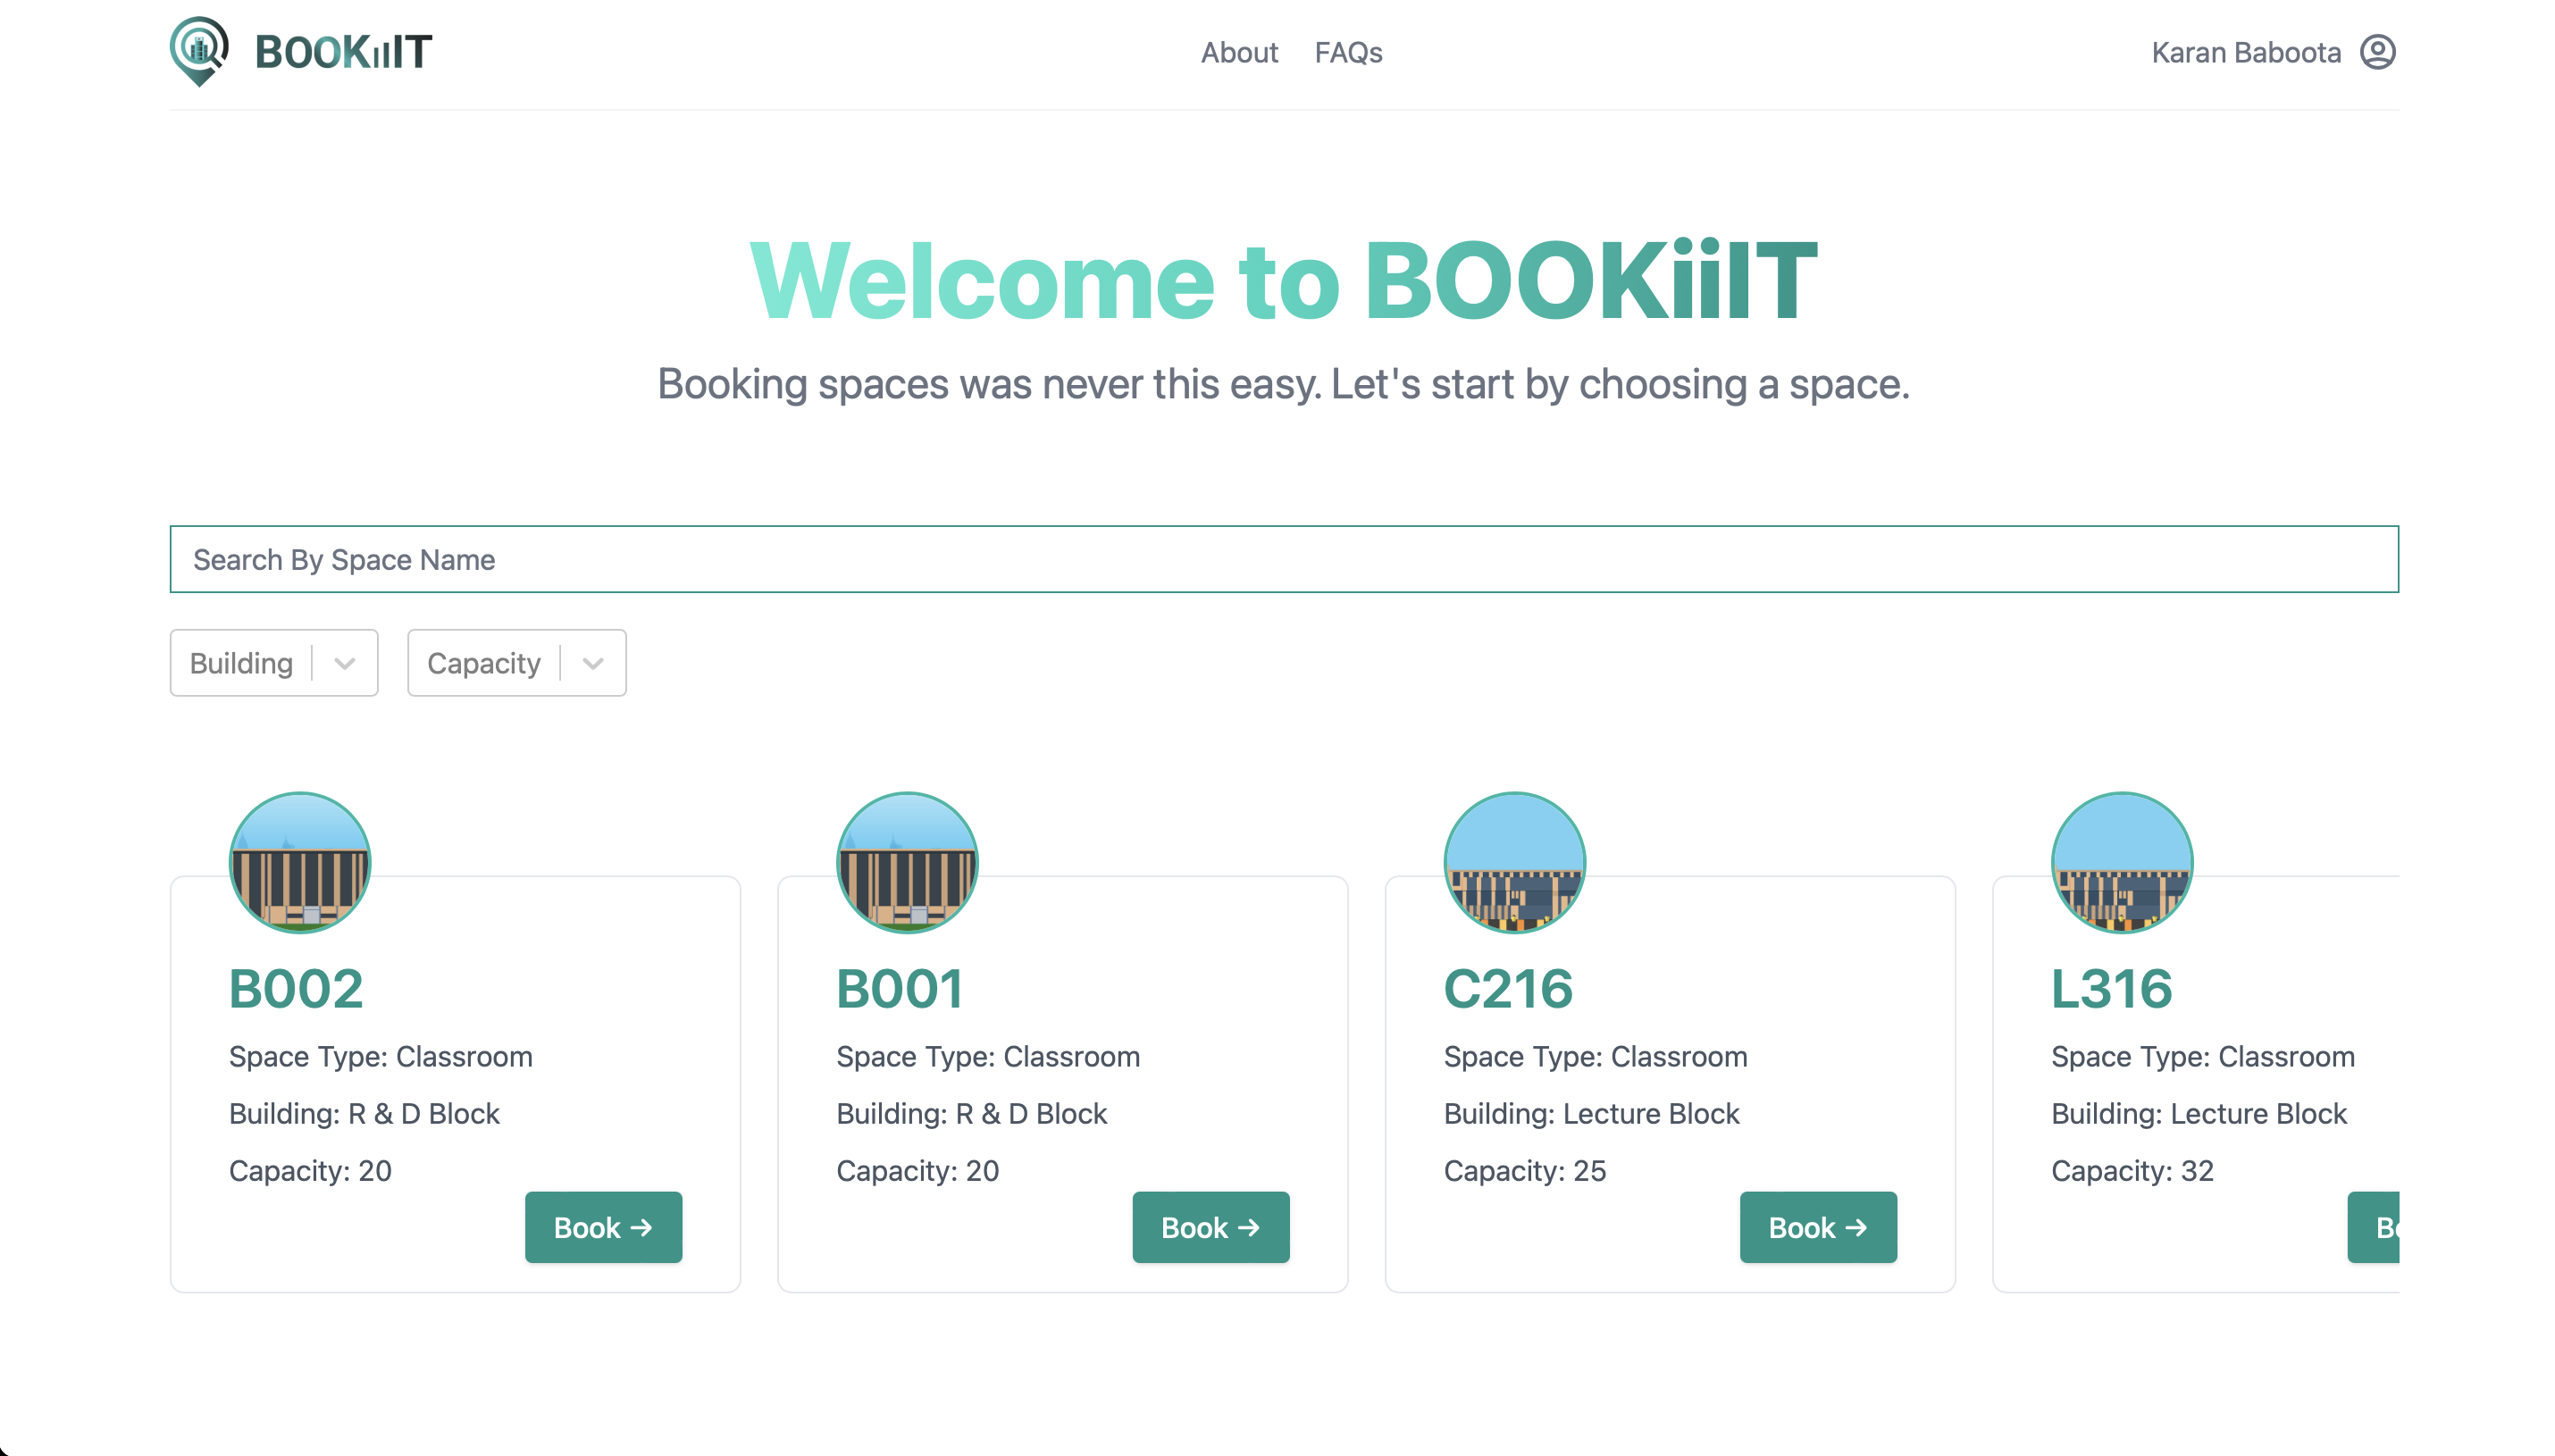 BOOKiiIT
About FAQs
Karan Baboota
Welcome to BOOKiiIT
Booking spaces was never this easy. Let's start by choosing a space.
Search By Space Name
Building
Capacity
B002
Space Type: Classroom
Building: R & D Block
Capacity: 20
Book →
B001
Space Type: Classroom
Building: R & D Block
Capacity: 20
Book →
C216
Space Type: Classroom
Building: Lecture Block
Capacity: 25
Book →
L316
Space Type: Classroom
Building: Lecture Block
Capacity: 32